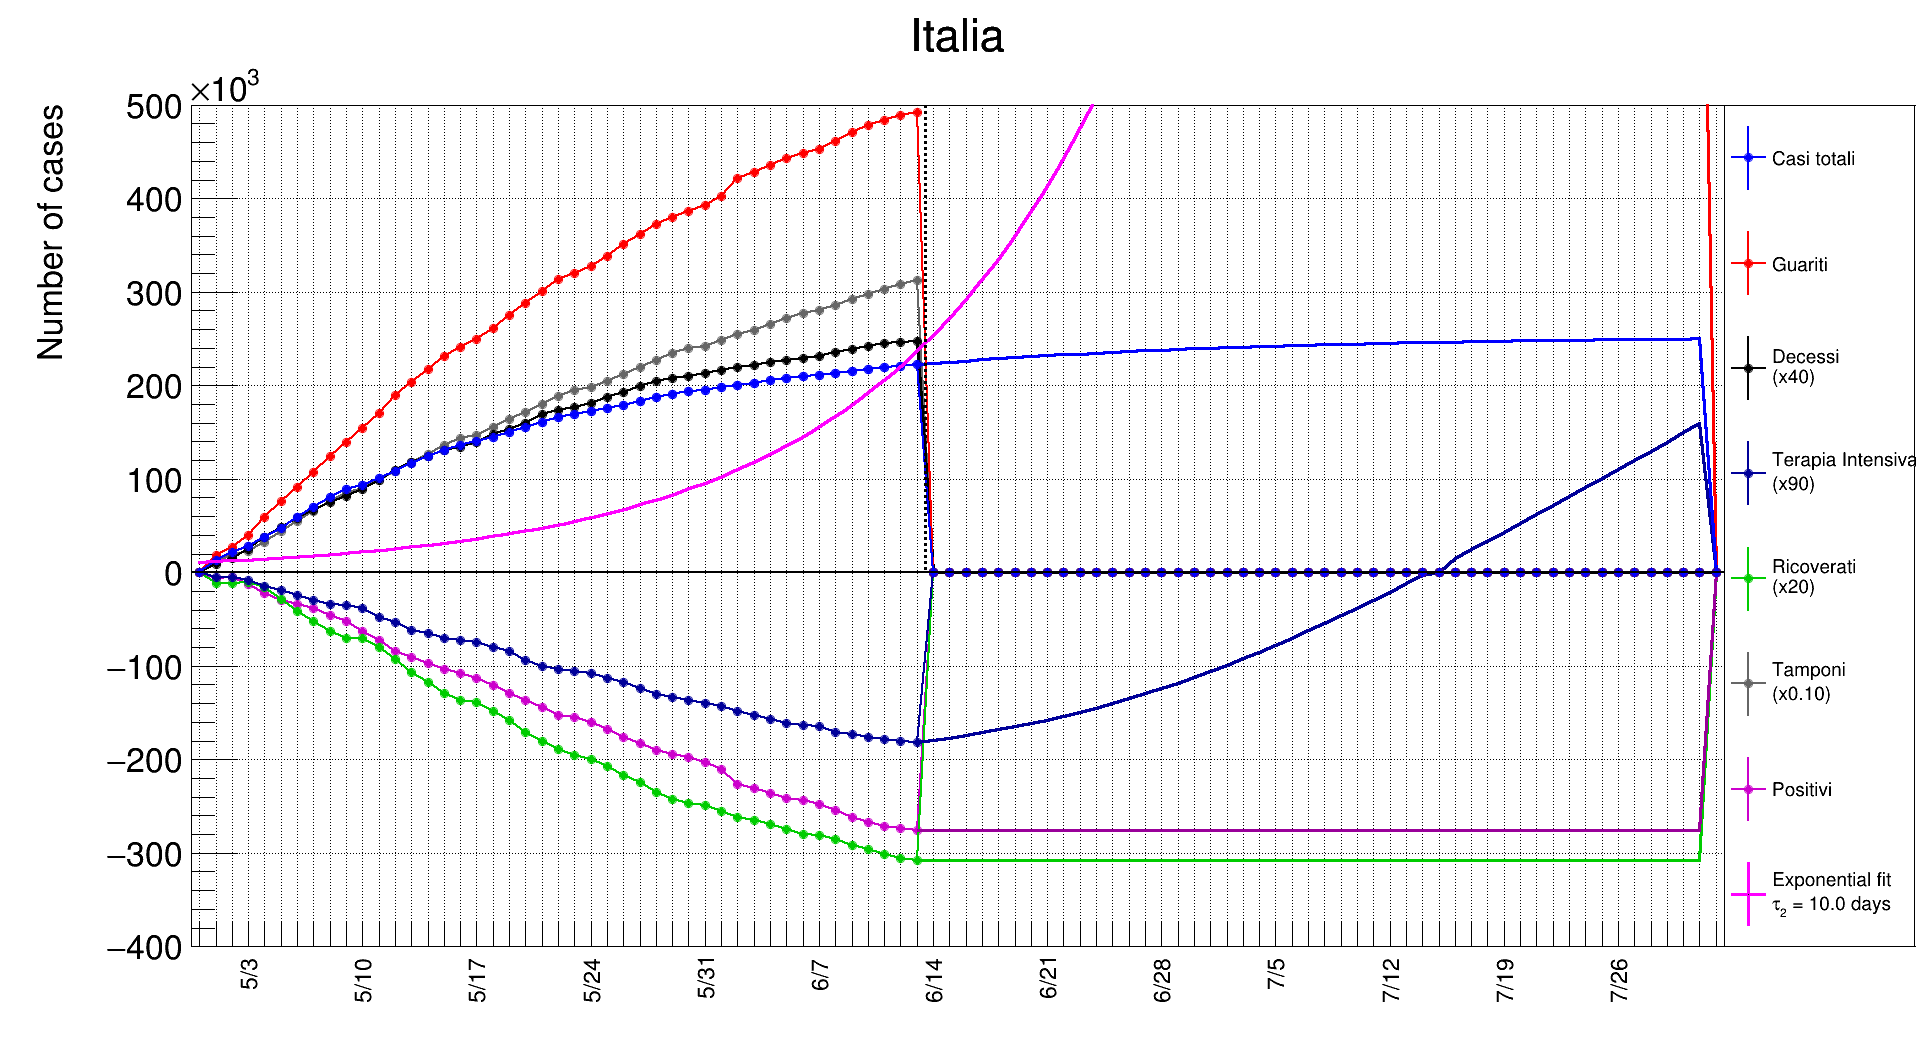 Italia
×10³
Number of cases
500
400
300
200
100
0
−100
−200
−300
−400
5/3
5/10
5/17
5/24
5/31
6/7
6/14
6/21
6/28
7/5
7/12
7/19
7/26
Casi totali
Guariti
Decessi
(x40)
Terapia Intensiva
(x90)
Ricoverati
(x20)
Tamponi
(x0.10)
Positivi
Exponential fit
τ₂ = 10.0 days